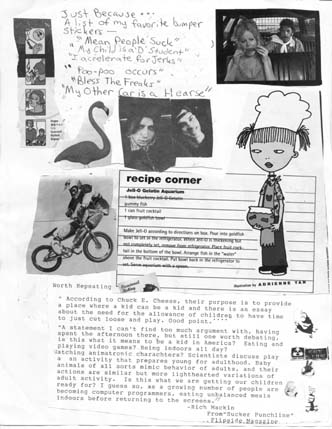 Just Because...
A list of my favorite bumper
stickers —
"Mean People Suck"
"My Child is a "D" Student"
"I accelerate for Jerks"
"Poo-poo occurs"
"Bless The Freaks"
"My Other Car is a Hearse"
recipe corner
Jell-O Gelatin Aquarium
1 box blueberry Jell-O Gelatin
gummy fish
1 can fruit cocktail
1 glass goldfish bowl
Make Jell-O according to directions on box. Pour into goldfish
bowl to set in the refrigerator. When Jell-O is thickening but
not completely set, remove from refrigerator. Place fruit cock-
tail in the bottom of the bowl. Arrange fish in the "water"
above the fruit cocktail. Put bowl back in the refrigerator to
set. Serve aquarium with a spoon.
Illustration by ADRIENNE YAN
Worth Repeating
" According to Chuck E. Cheese, their purpose is to provide
a place where a kid can be a kid and there is an essay
about the need for the allowance of children to have time
to just cut loose and play. Good point.
"A statement I can't find too much argument with, having
spent the afternoon there, but still one worth debating,
is this what it means to be a kid in America? Eating and
playing video games? Being indoors all day?
Watching animatronic charachters? Scientists discuss play
as an activity that prepares young for adulthood. Baby
animals of all sorts mimic behavior of adults, and their
actions are similar but more lighthearted variations of
adult activity. Is this what we are getting our children
ready for? I guess so, as a growing number of people are
becoming computer programmers, eating unbalanced meals
indoors before returning to the screens."
-Rich Mackin
From"Sucker Punchline"
..Flipside Magazine